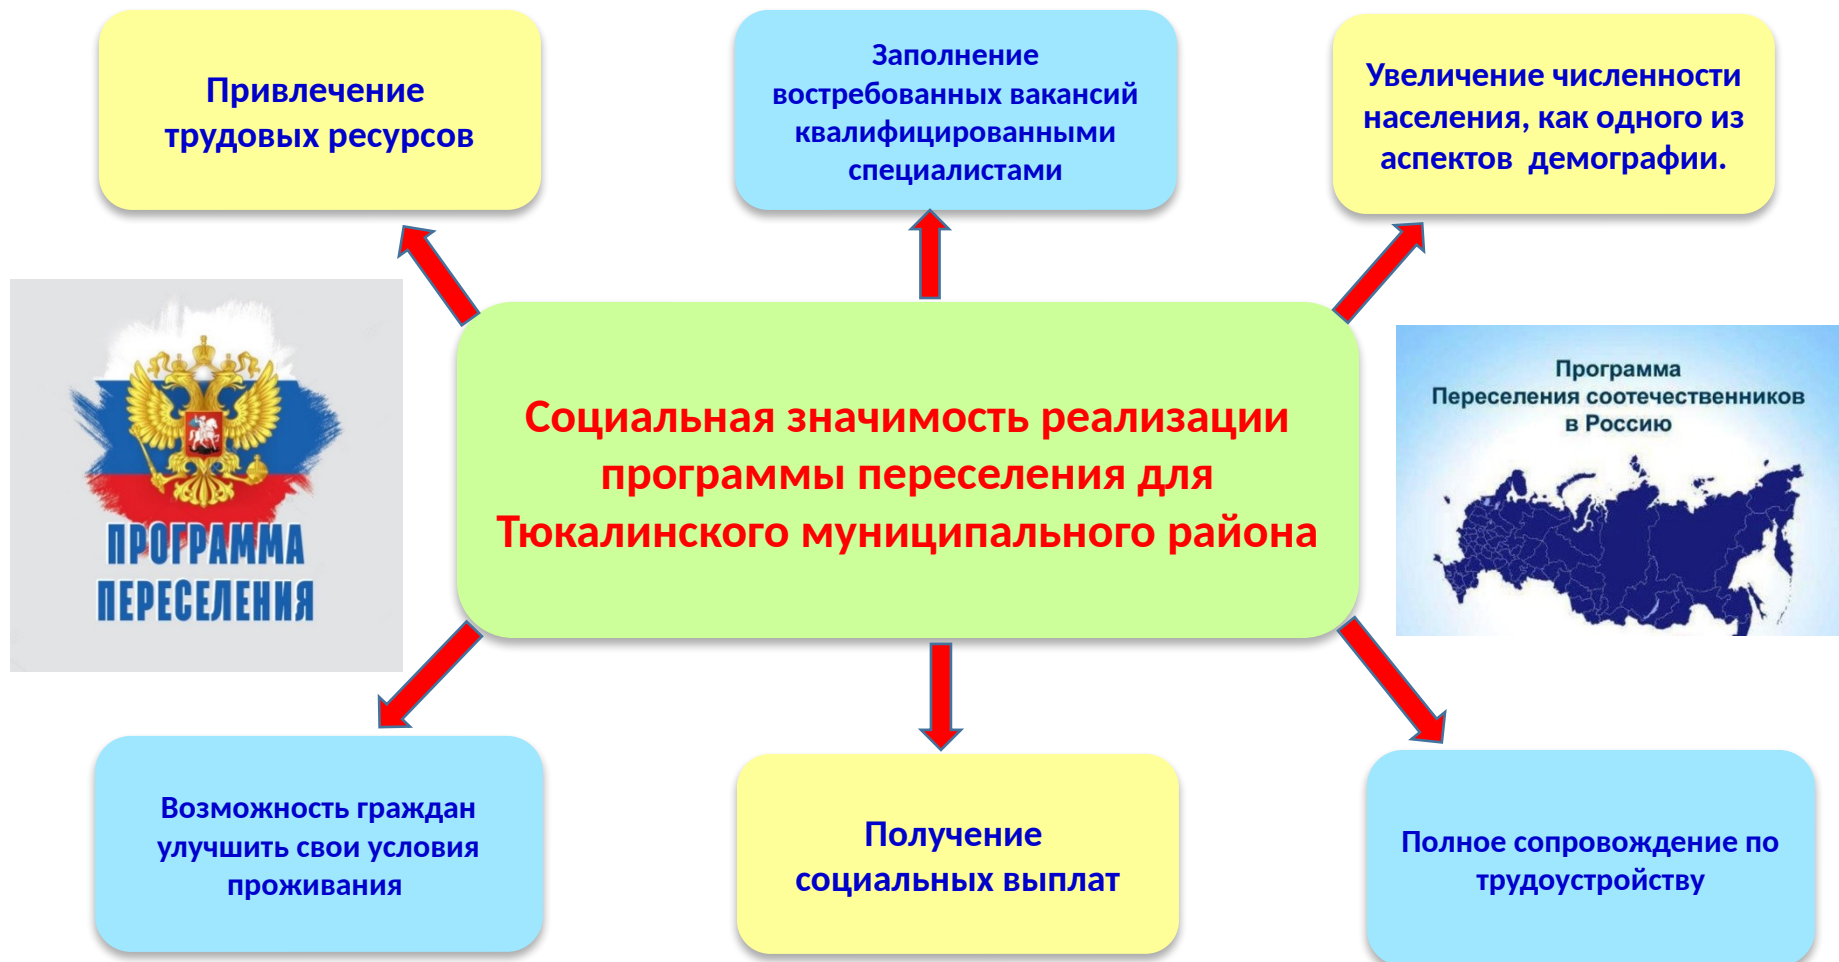 Привлечение
трудовых ресурсов
Заполнение
востребованных вакансий
квалифицированными
специалистами
Увеличение численности
населения, как одного из
аспектов демографии.
ПРОГРАММА
ПЕРЕСЕЛЕНИЯ
Социальная значимость реализации
программы переселения для
Тюкалинского муниципального района
Программа
Переселения соотечественников
в Россию
Возможность граждан
улучшить свои условия
проживания
Получение
социальных выплат
Полное сопровождение по
трудоустройству